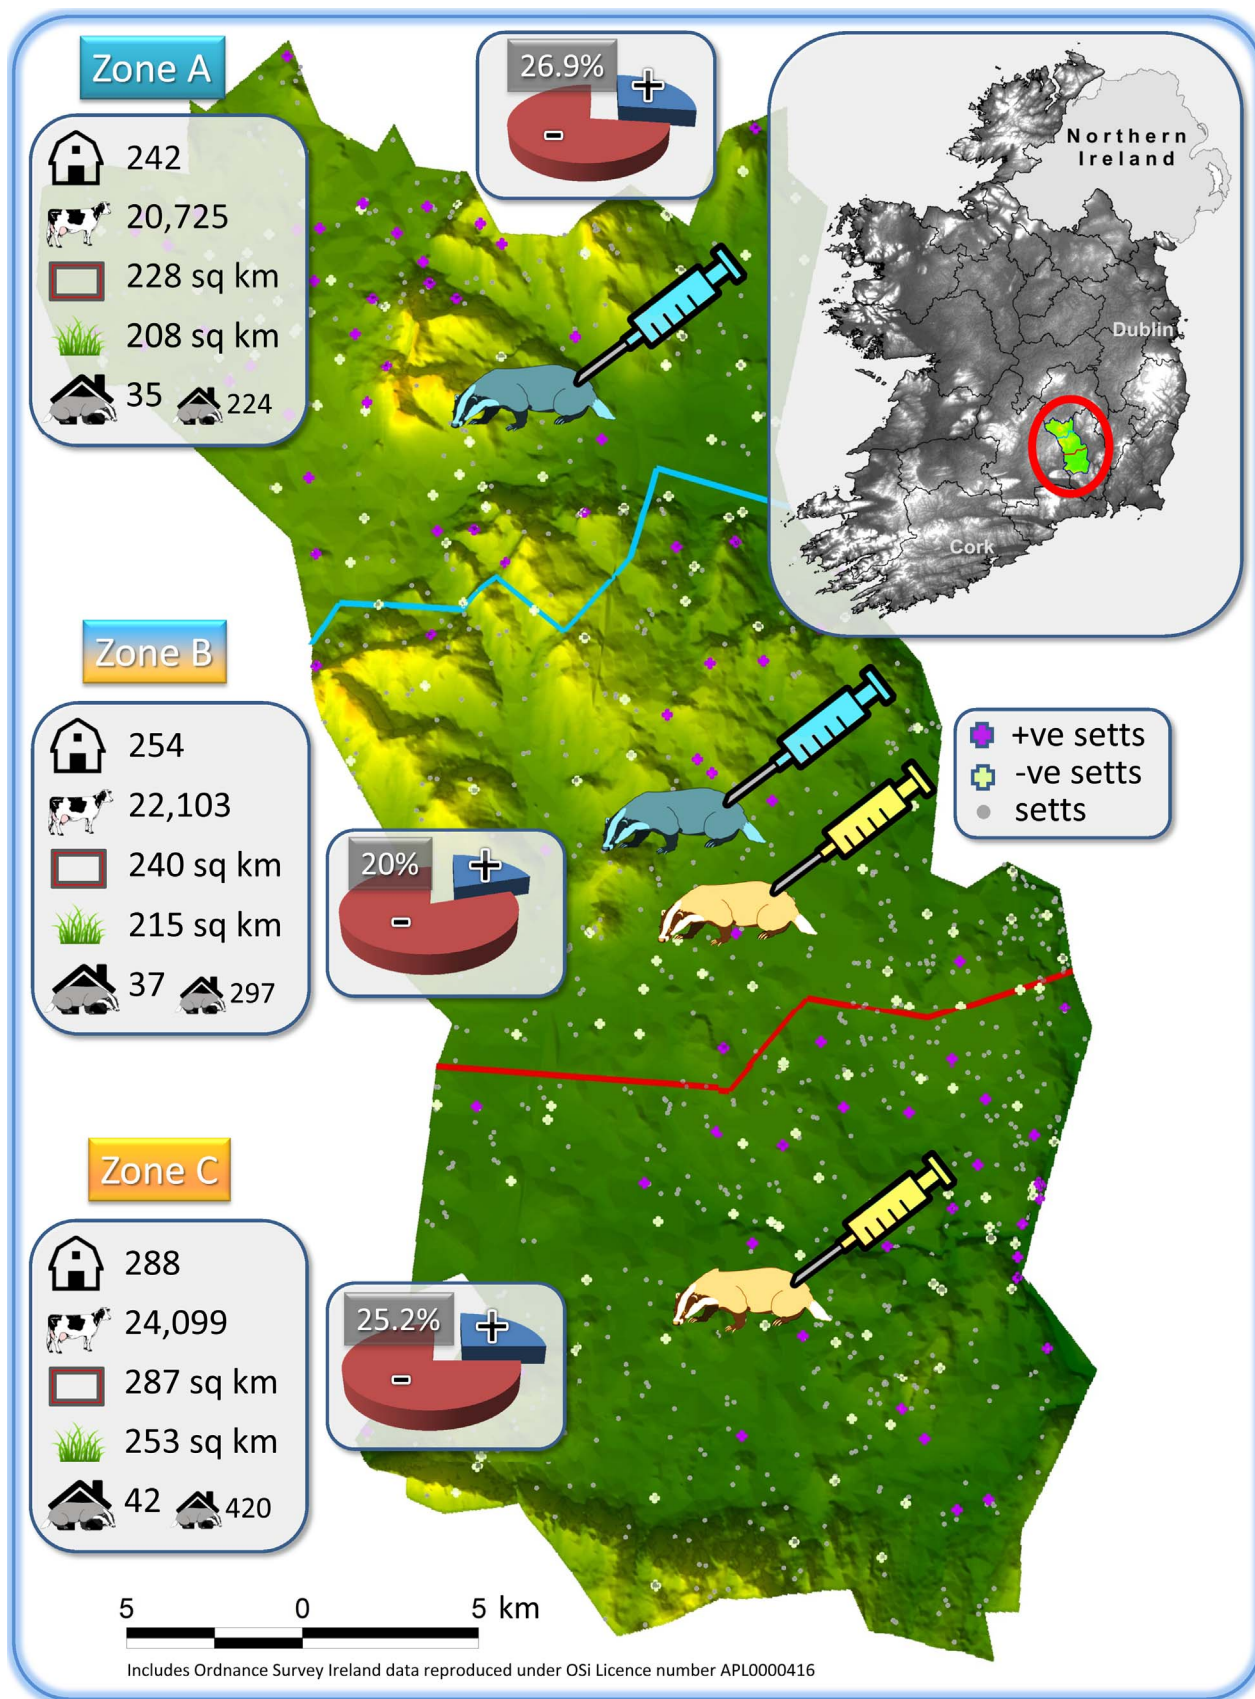 Zone A
242
20,725
228 sq km
208 sq km
35
224
26.9%
+
-
Northern
Ireland
Dublin
Cork
Zone B
254
22,103
240 sq km
215 sq km
37
297
20%
+
-
+ve setts
-ve setts
setts
Zone C
288
24,099
287 sq km
253 sq km
42
420
25.2%
+
-
5 0 5 km
Includes Ordnance Survey Ireland data reproduced under OSi Licence number APL0000416